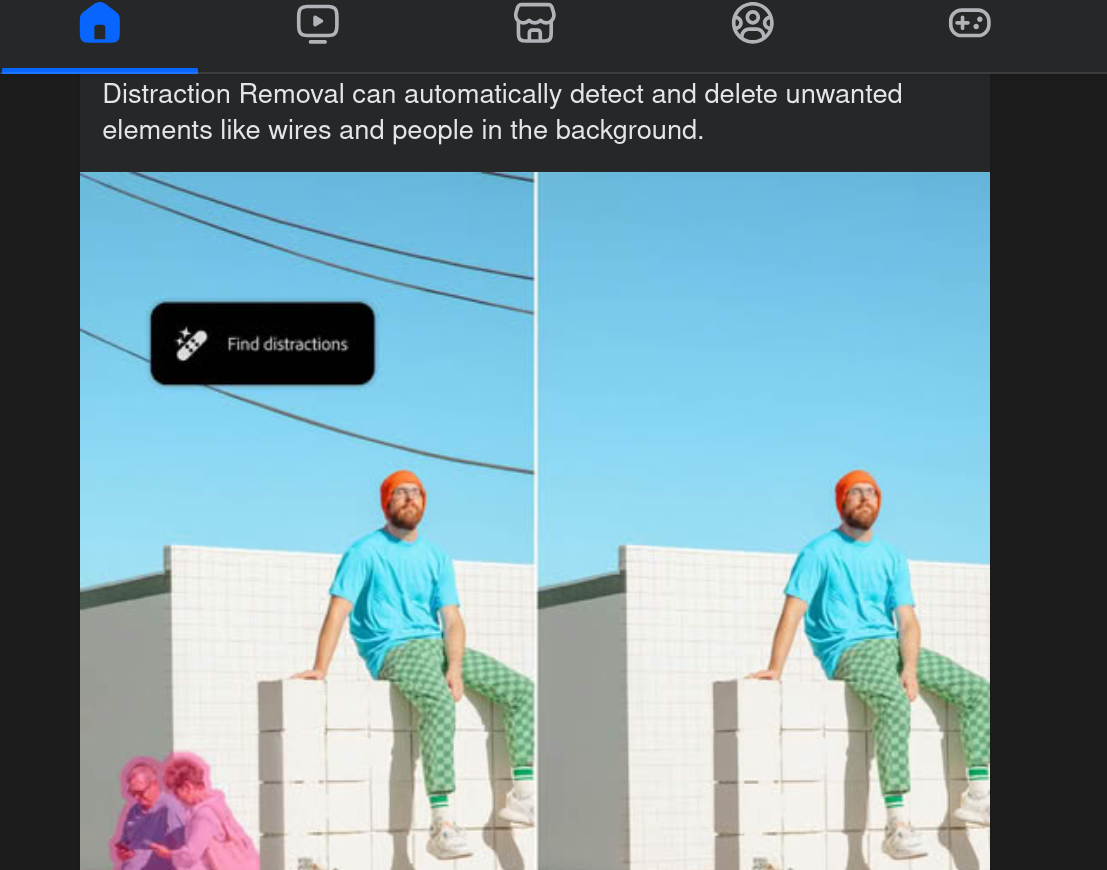 Distraction Removal can automatically detect and delete unwanted
elements like wires and people in the background.
Find distractions